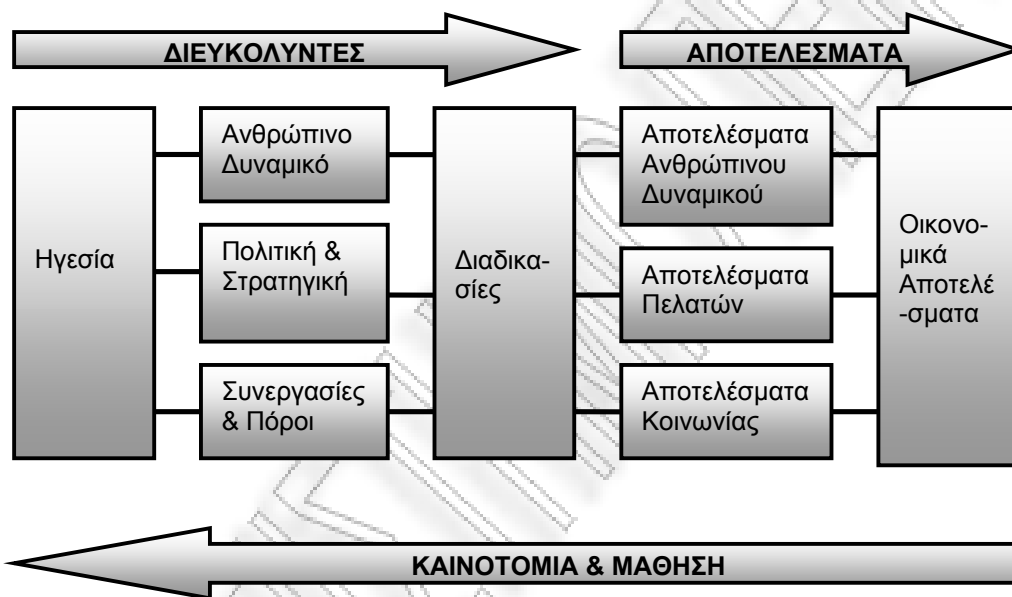 ΔΙΕΥΚΟΛΥΝΤΕΣ
ΑΠΟΤΕΛΕΣΜΑΤΑ
Ηγεσία
Ανθρώπινο
Δυναμικό
Πολιτική &
Στρατηγική
Συνεργασίες
& Πόροι
Διαδικα-
σίες
Αποτελέσματα
Ανθρώπινου
Δυναμικού
Αποτελέσματα
Πελατών
Αποτελέσματα
Κοινωνίας
Οικονο-
μικά
Αποτελέ
-σματα
ΚΑΙΝΟΤΟΜΙΑ & ΜΑΘΗΣΗ